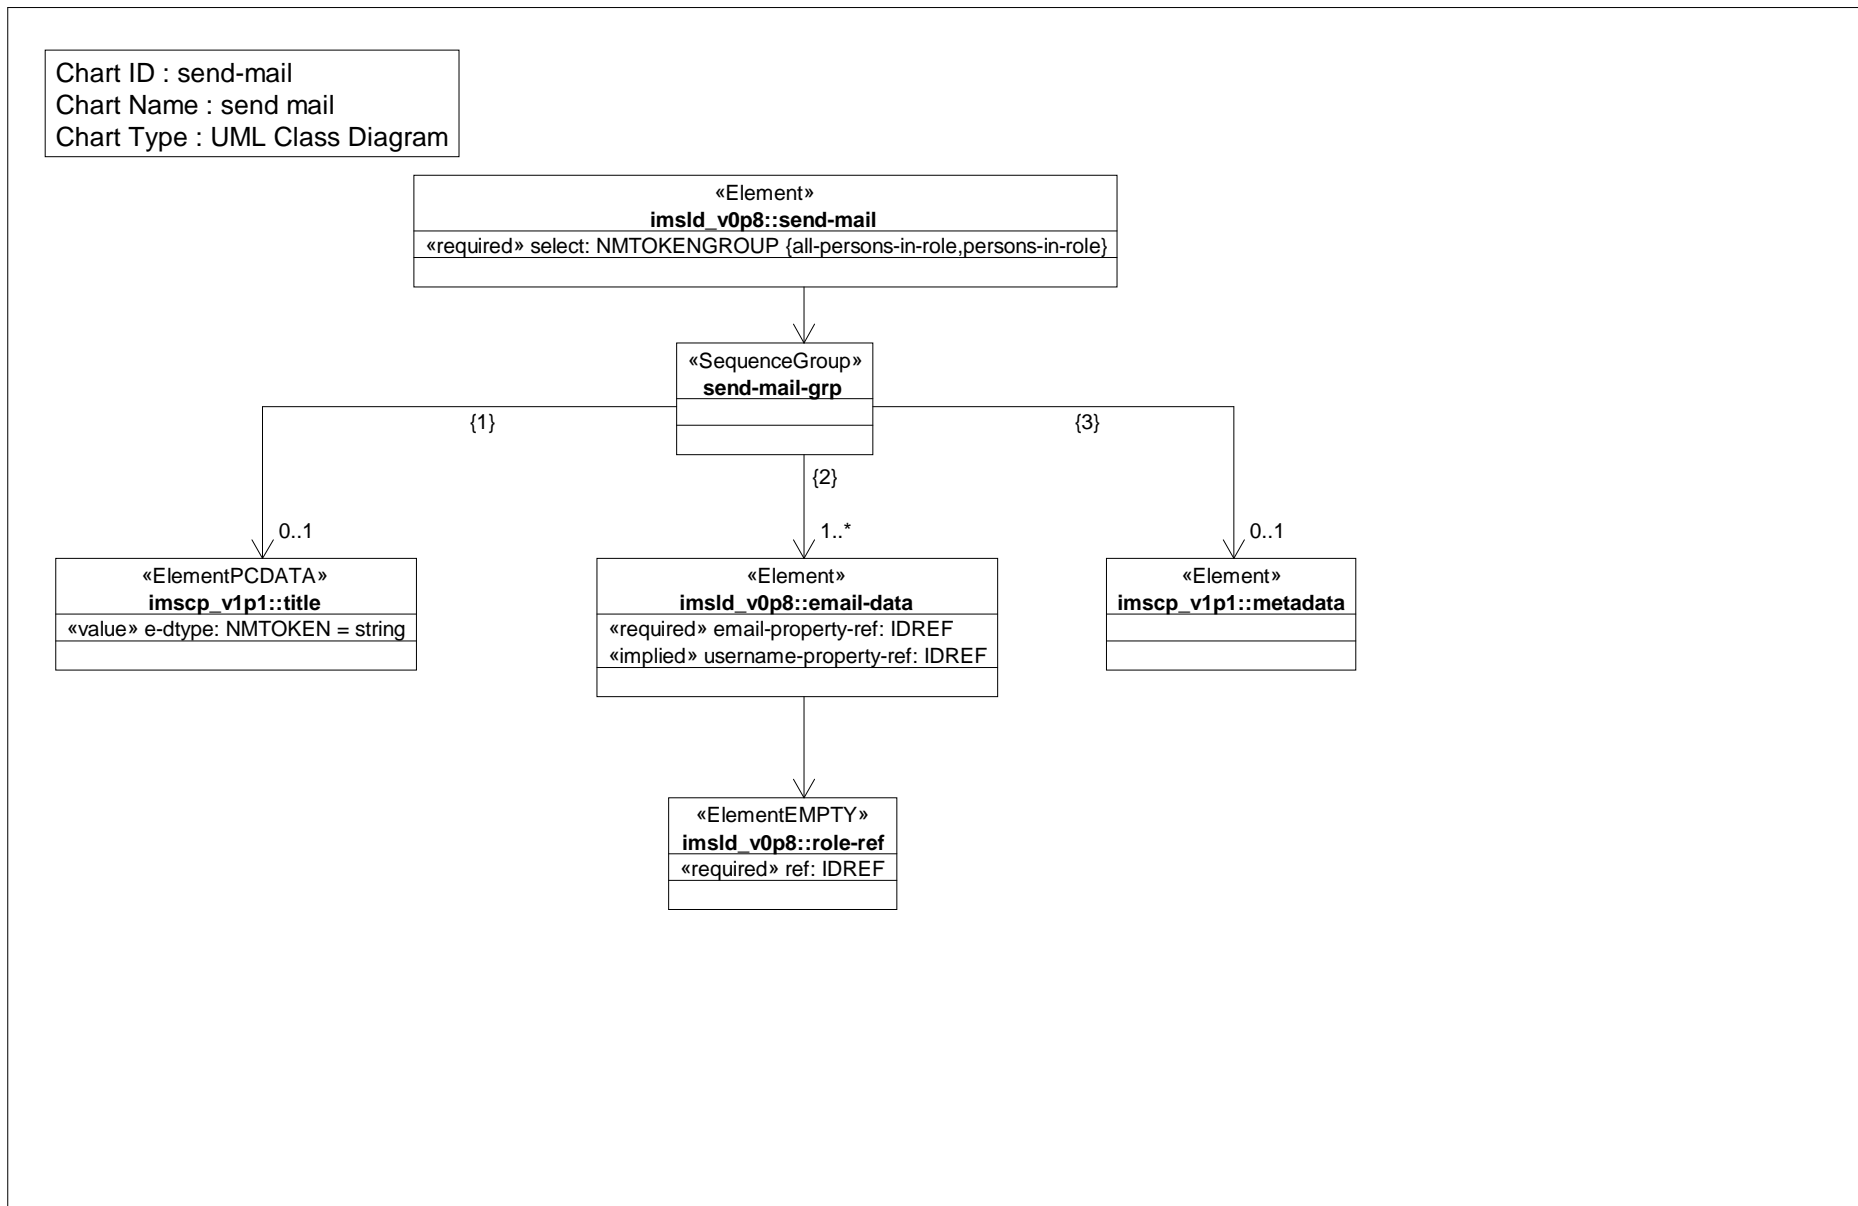 Chart ID : send-mail
Chart Name : send mail
Chart Type : UML Class Diagram
«Element»
imsld_v0p8::send-mail
«required» select: NMTOKENGROUP {all-persons-in-role,persons-in-role}
«SequenceGroup»
send-mail-grp
{1}
{3}
{2}
0..1
1..*
0..1
«ElementPCDATA»
imscp_v1p1::title
«value» e-dtype: NMTOKEN = string
«Element»
imsld_v0p8::email-data
«required» email-property-ref: IDREF
«implied» username-property-ref: IDREF
«Element»
imscp_v1p1::metadata
«ElementEMPTY»
imsld_v0p8::role-ref
«required» ref: IDREF